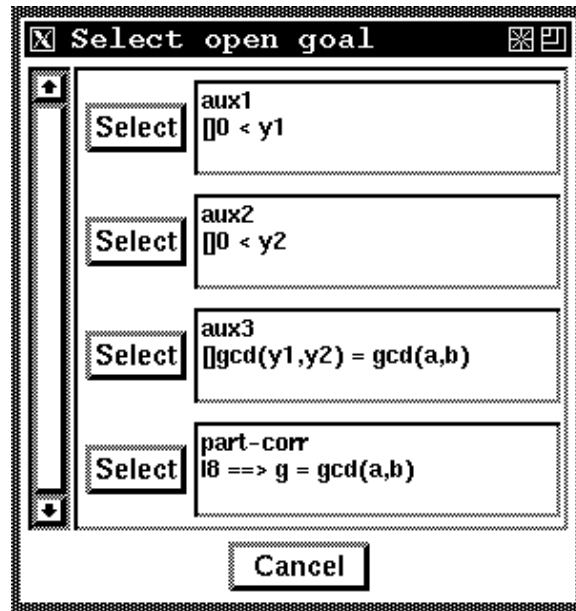 X Select open goal
Select
aux1
[]0 < y1
Select
aux2
[]0 < y2
Select
aux3
[]gcd(y1,y2) = gcd(a,b)
Select
part-corr
l8 ==> g = gcd(a,b)
Cancel